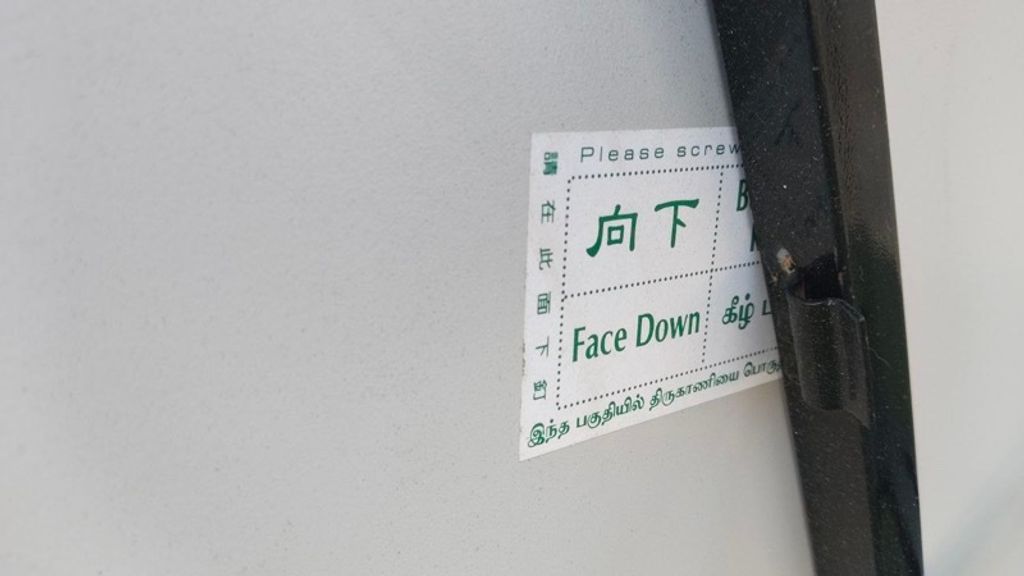 Please screw
請在此面下釘
向下
Face Down
கீழ்
இந்த பகுதியில் திருகாணியை